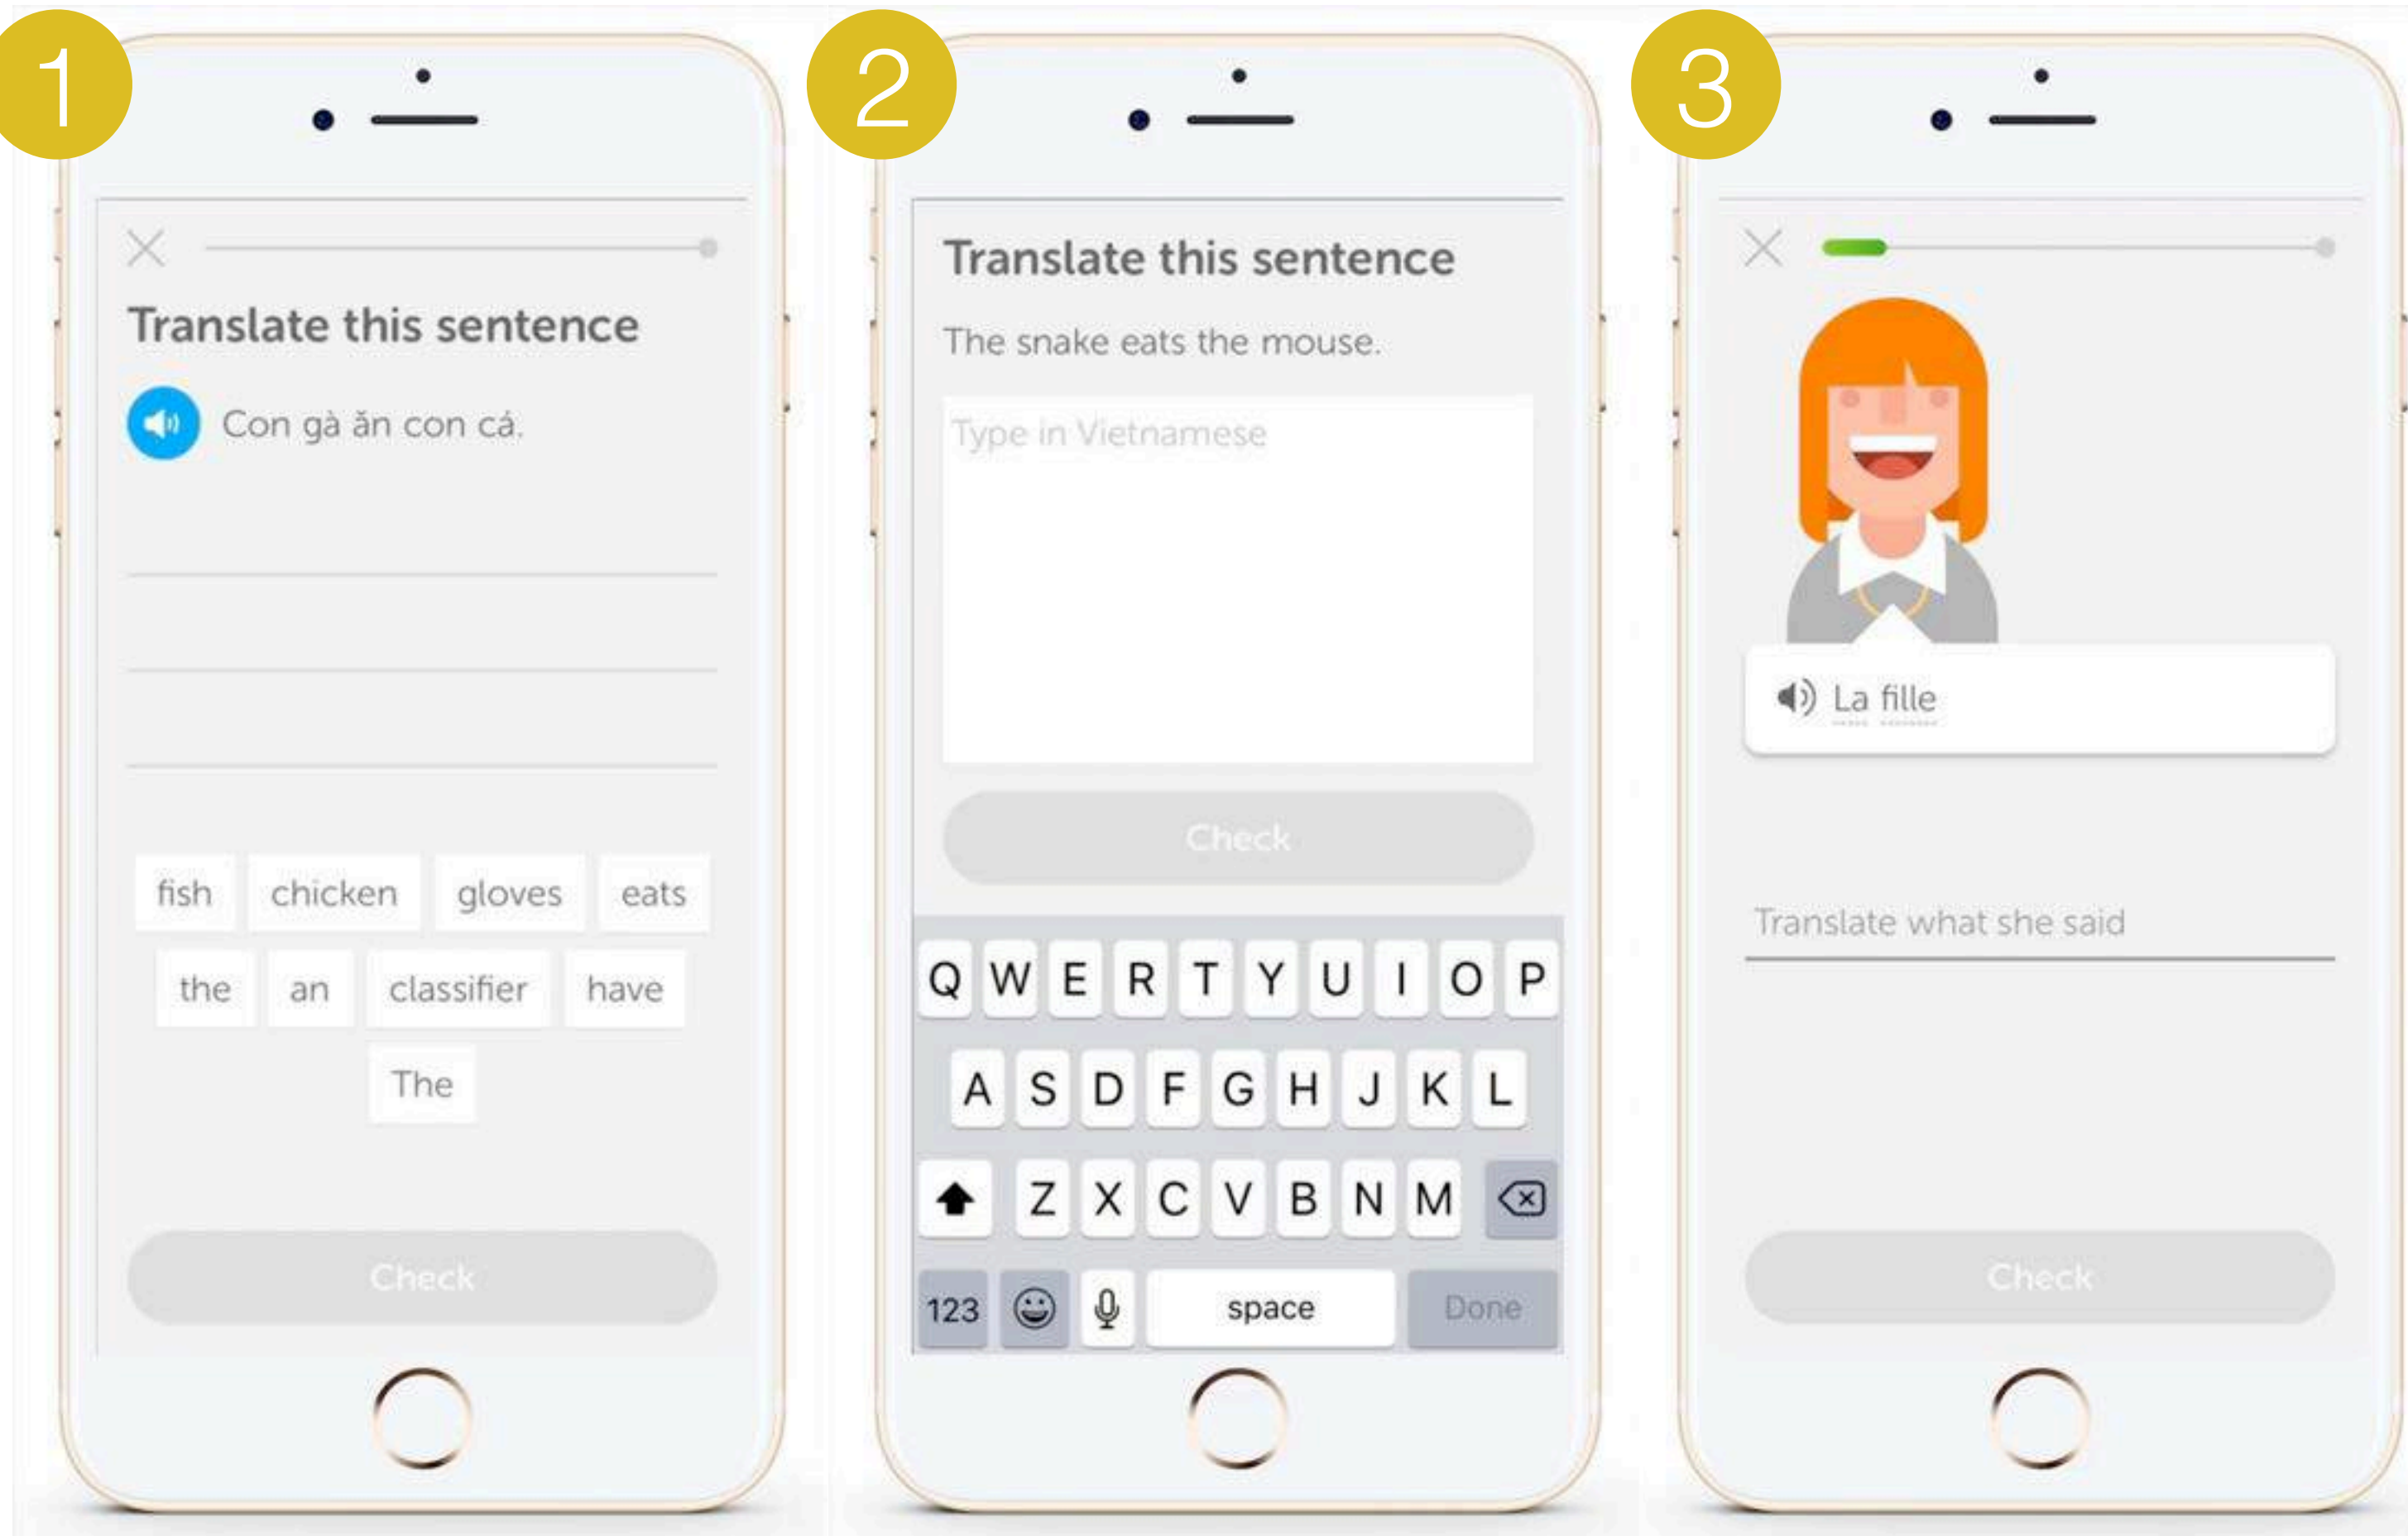 1
Translate this sentence
Con gà ăn con cá.
fish chicken gloves eats
the an classifier have
The
Check
2
Translate this sentence
The snake eats the mouse.
Type in Vietnamese
Check
Q W E R T Y U I O P
A S D F G H J K L
Z X C V B N M
123 space Done
3
La fille
Translate what she said
Check